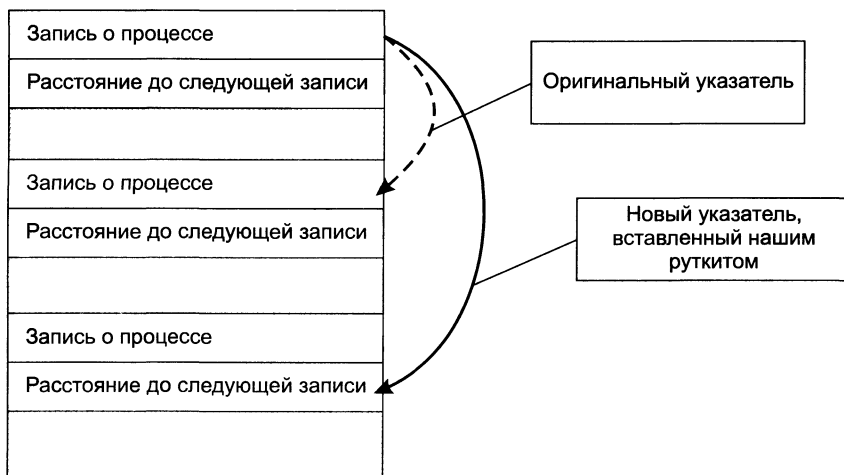 Запись о процессе
Расстояние до следующей записи
Оригинальный указатель
Запись о процессе
Расстояние до следующей записи
Новый указатель,
вставленный нашим
руткитом
Запись о процессе
Расстояние до следующей записи